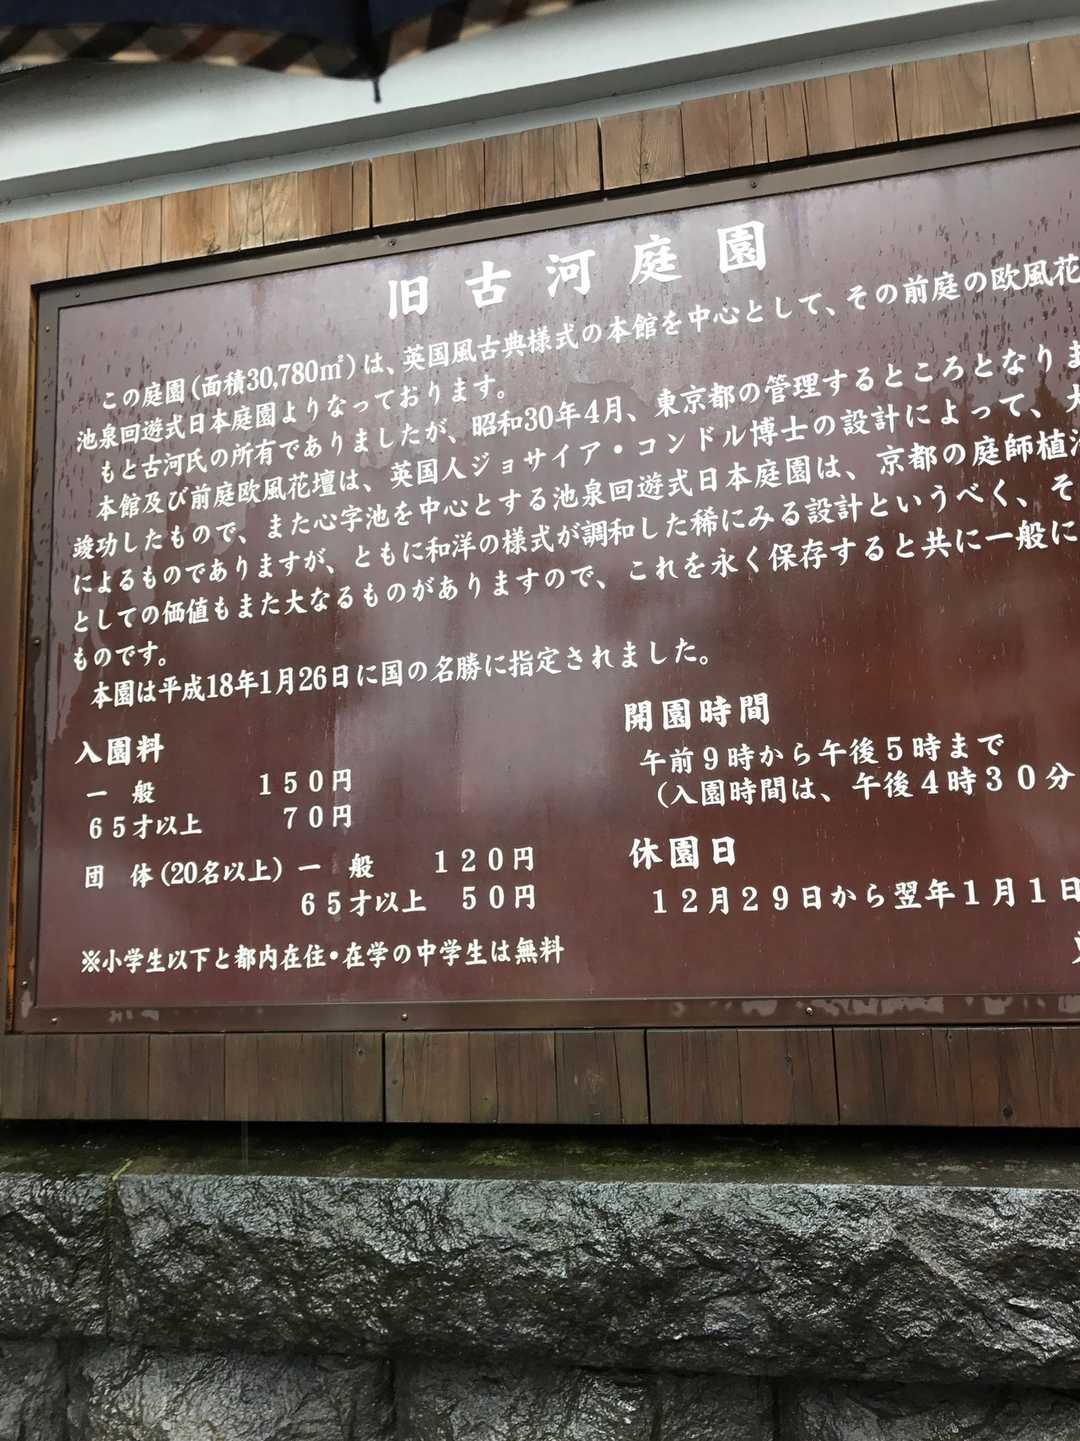 旧古河庭園
この庭園（面積30,780㎡）は、英国風古典様式の本館を中心として、その前庭の欧風花
池泉回遊式日本庭園よりなっております。
もと古河氏の所有でありましたが、昭和30年4月、東京都の管理するところとなりま
本館及び前庭欧風花壇は、英国人ジョサイア・コンドル博士の設計によって、大
竣功したもので、また心字池を中心とする池泉回遊式日本庭園は、京都の庭師植治
によるものでありますが、ともに和洋の様式が調和した稀にみる設計というべく、そ
としての価値もまた大なるものがありますので、これを永く保存すると共に一般に
ものです。
本園は平成18年1月26日に国の名勝に指定されました。
入園料
一般 150円
65才以上 70円
団体（20名以上）一般 120円
65才以上 50円
※小学生以下と都内在住・在学の中学生は無料
開園時間
午前９時から午後５時まで
（入園時間は、午後４時３０分
休園日
１２月２９日から翌年１月１日